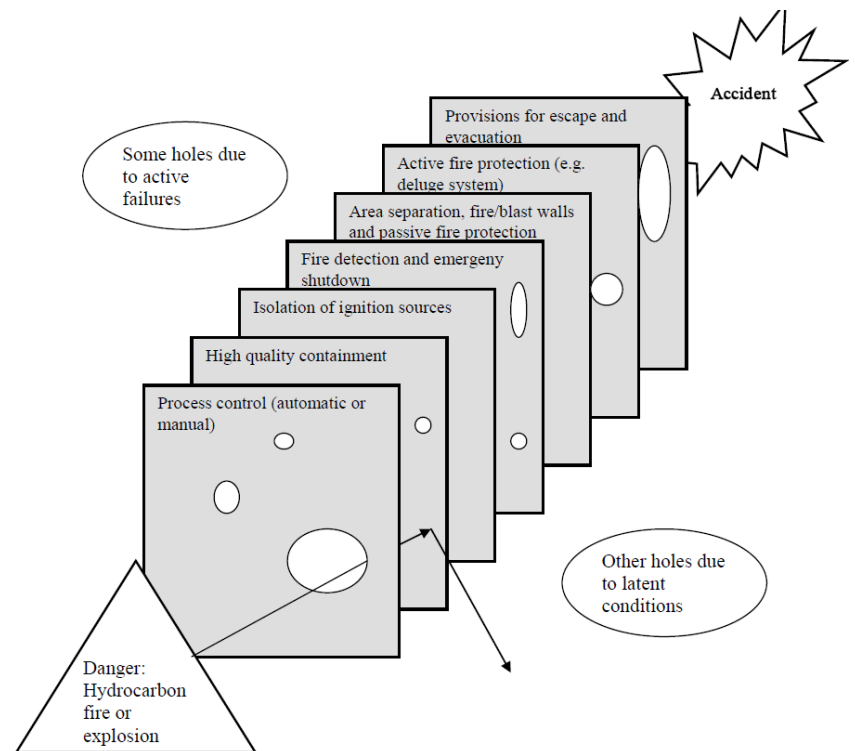 Accident
Provisions for escape and
evacuation
Some holes due
to active
failures
Active fire protection (e.g.
deluge system)
Area separation, fire/blast walls
and passive fire protection
Fire detection and emergeny
shutdown
Isolation of ignition sources
High quality containment
Process control (automatic or
manual)
Other holes due
to latent
conditions
Danger:
Hydrocarbon
fire or
explosion